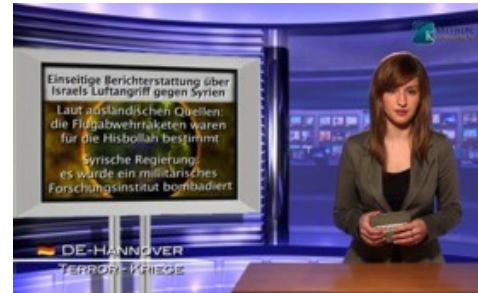 Einseitige Berichterstattung über
Israels Luftangriff gegen Syrien
Laut ausländischen Quellen:
die Flugabwehrraketen waren
für die Hisbollah bestimmt
Syrische Regierung:
es wurde ein militärisches
Forschungsinstitut bombadiert
DE-Hannover
Terror - Kriege